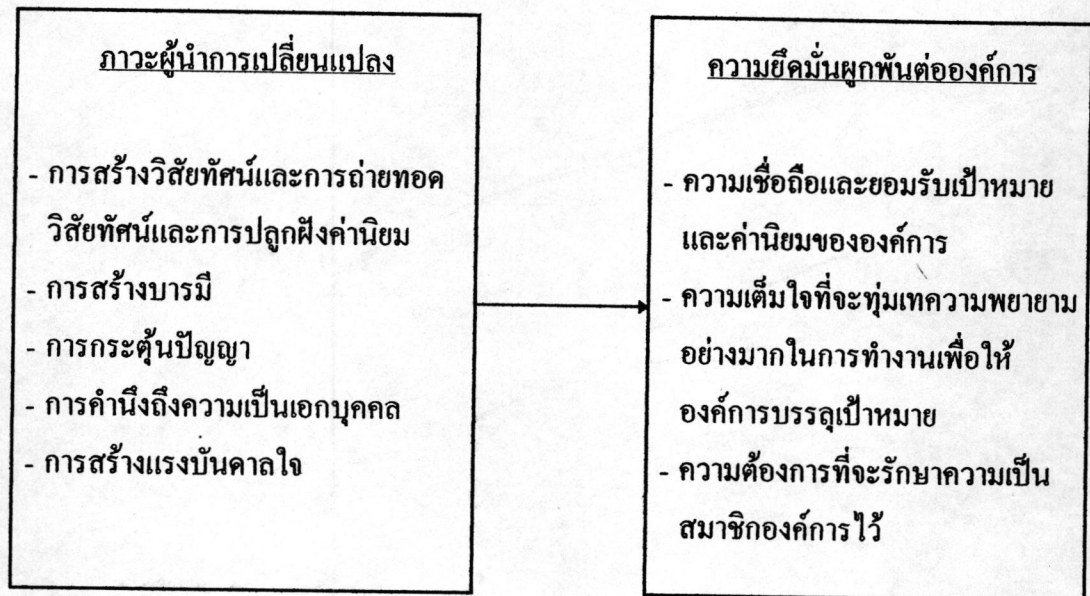 ภาวะผู้นำการเปลี่ยนแปลง
- การสร้างวิสัยทัศน์และการถ่ายทอด
วิสัยทัศน์และการปลูกฝังค่านิยม
- การสร้างบารมี
- การกระตุ้นปัญญา
- การคำนึงถึงความเป็นเอกบุคคล
- การสร้างแรงบันดาลใจ
ความยึดมั่นผูกพันต่อองค์การ
- ความเชื่อถือและยอมรับเป้าหมาย
และค่านิยมขององค์การ
- ความเต็มใจที่จะทุ่มเทความพยายาม
อย่างมากในการทำงานเพื่อให้
องค์การบรรลุเป้าหมาย
- ความต้องการที่จะรักษาความเป็น
สมาชิกองค์การไว้